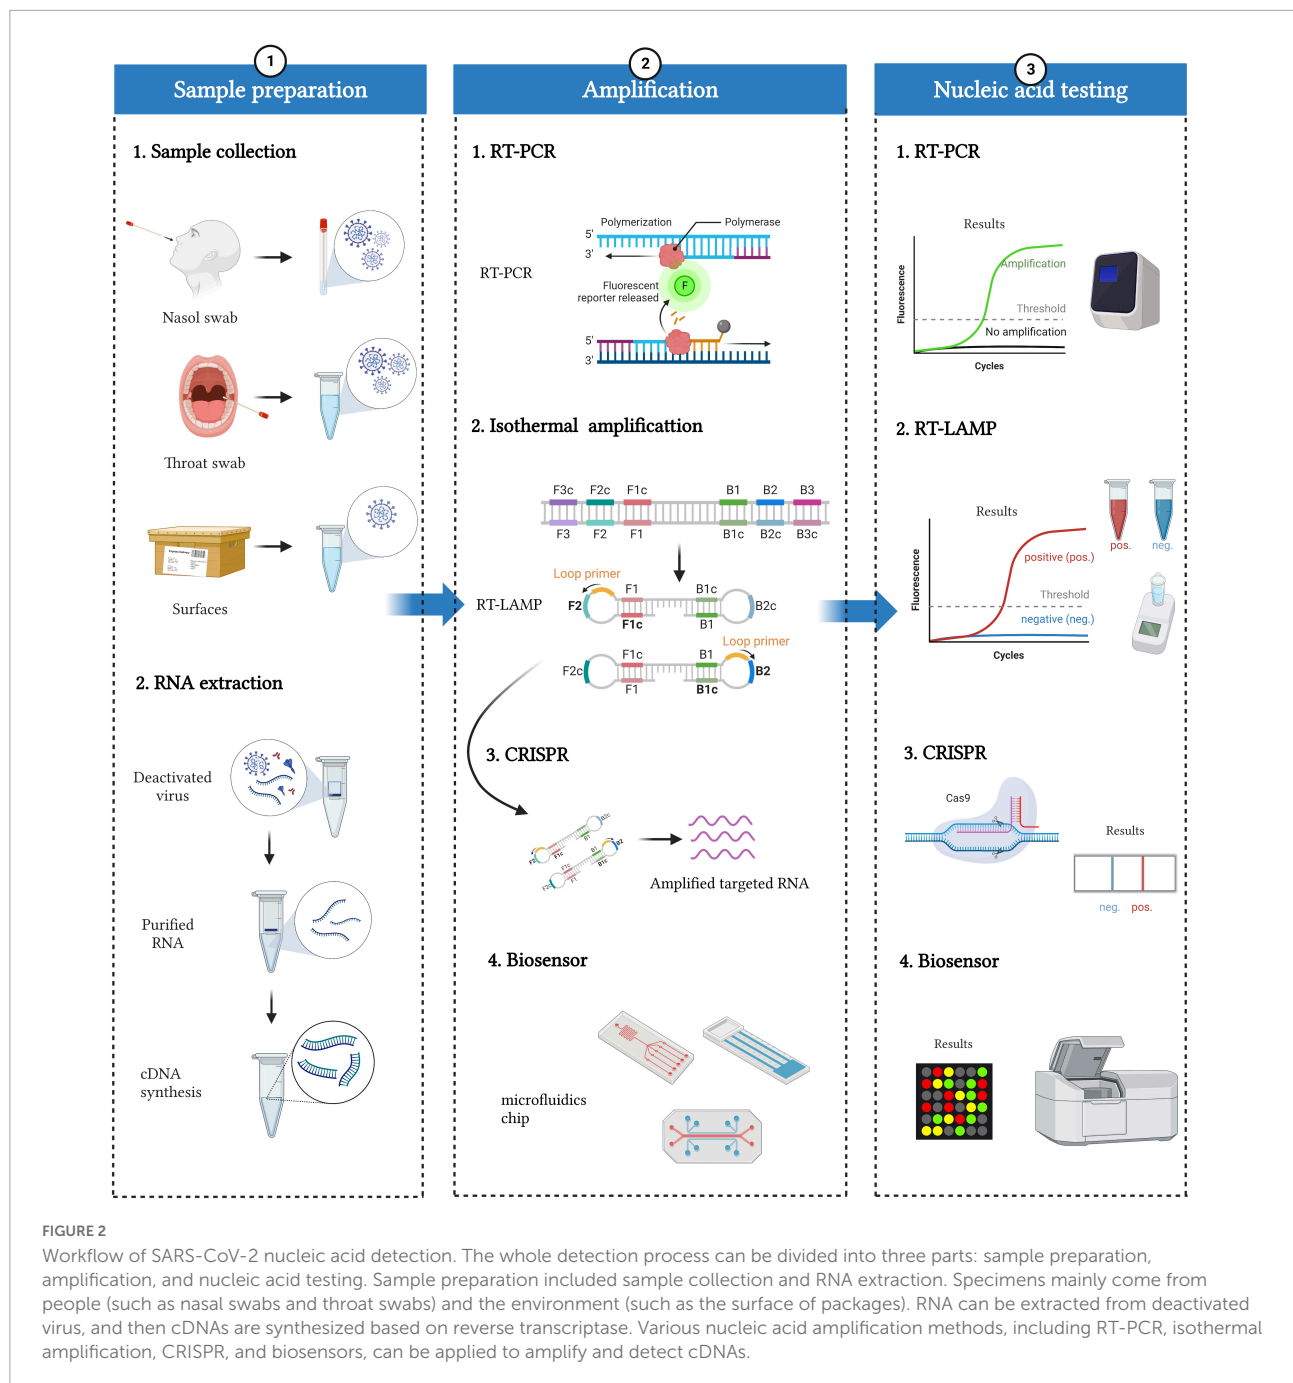 1
Sample preparation
1. Sample collection
Nasol swab
Throat swab
Surfaces
2. RNA extraction
Deactivated
virus
Purified
RNA
cDNA
synthesis
2
Amplification
1. RT-PCR
Polymerization
Polymerase
5'
3'
RT-PCR
F
Fluorescent
reporter released
5'
3'
2. Isothermal amplificattion
F3c F2c F1c B1 B2 B3
F3 F2 F1 B1c B2c B3c
Loop primer
RT-LAMP
F2
F1
F1c
B1c
B1
B2c
Loop primer
F2c
F1c
F1
B1
B1c
B2
3. CRISPR
F2
F1c
B1
B2c
F2c
F1c
F1
B1
B1c
B2
Amplified targeted RNA
4. Biosensor
microfluidics
chip
3
Nucleic acid testing
1. RT-PCR
Results
Fluorescence
Amplification
Threshold
No amplification
Cycles
2. RT-LAMP
Results
pos.
neg.
Fluorescence
positive (pos.)
Threshold
negative (neg.)
Cycles
3. CRISPR
Cas9
Results
neg. pos.
4. Biosensor
Results
FIGURE 2
Workflow of SARS-CoV-2 nucleic acid detection. The whole detection process can be divided into three parts: sample preparation,
amplification, and nucleic acid testing. Sample preparation included sample collection and RNA extraction. Specimens mainly come from
people (such as nasal swabs and throat swabs) and the environment (such as the surface of packages). RNA can be extracted from deactivated
virus, and then cDNAs are synthesized based on reverse transcriptase. Various nucleic acid amplification methods, including RT-PCR, isothermal
amplification, CRISPR, and biosensors, can be applied to amplify and detect cDNAs.